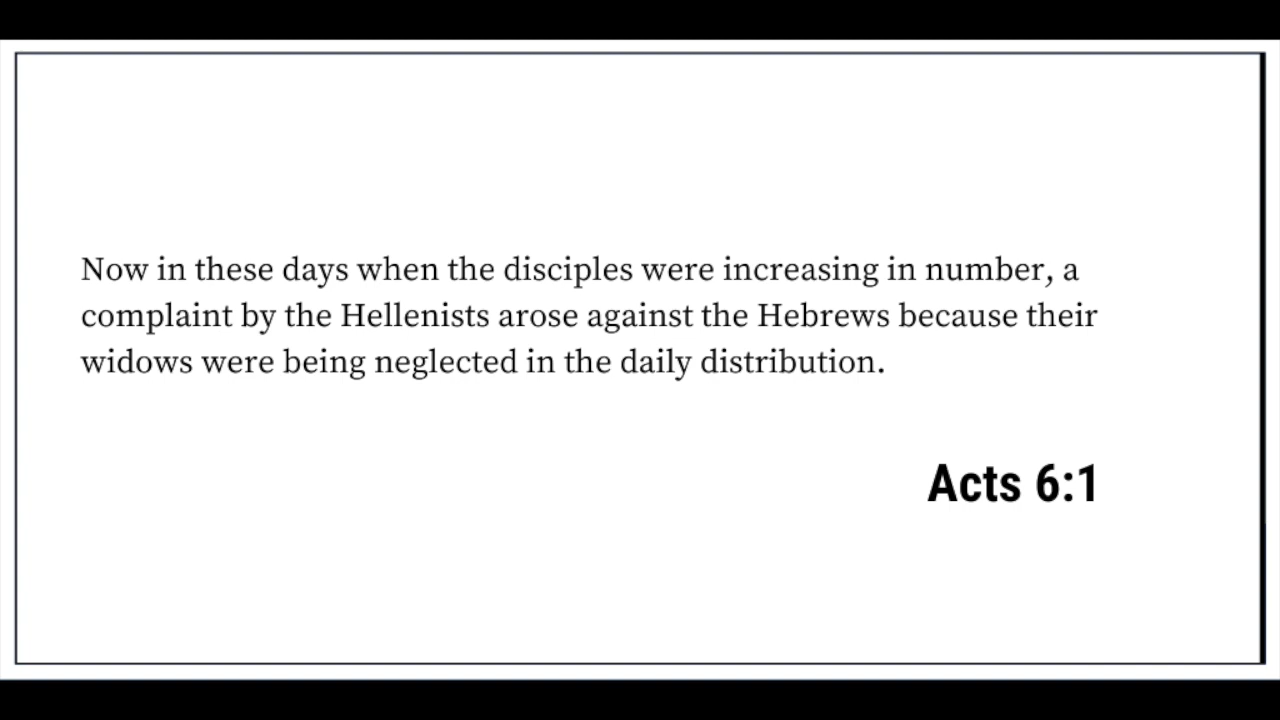 Now in these days when the disciples were increasing in number, a
complaint by the Hellenists arose against the Hebrews because their
widows were being neglected in the daily distribution.
Acts 6:1